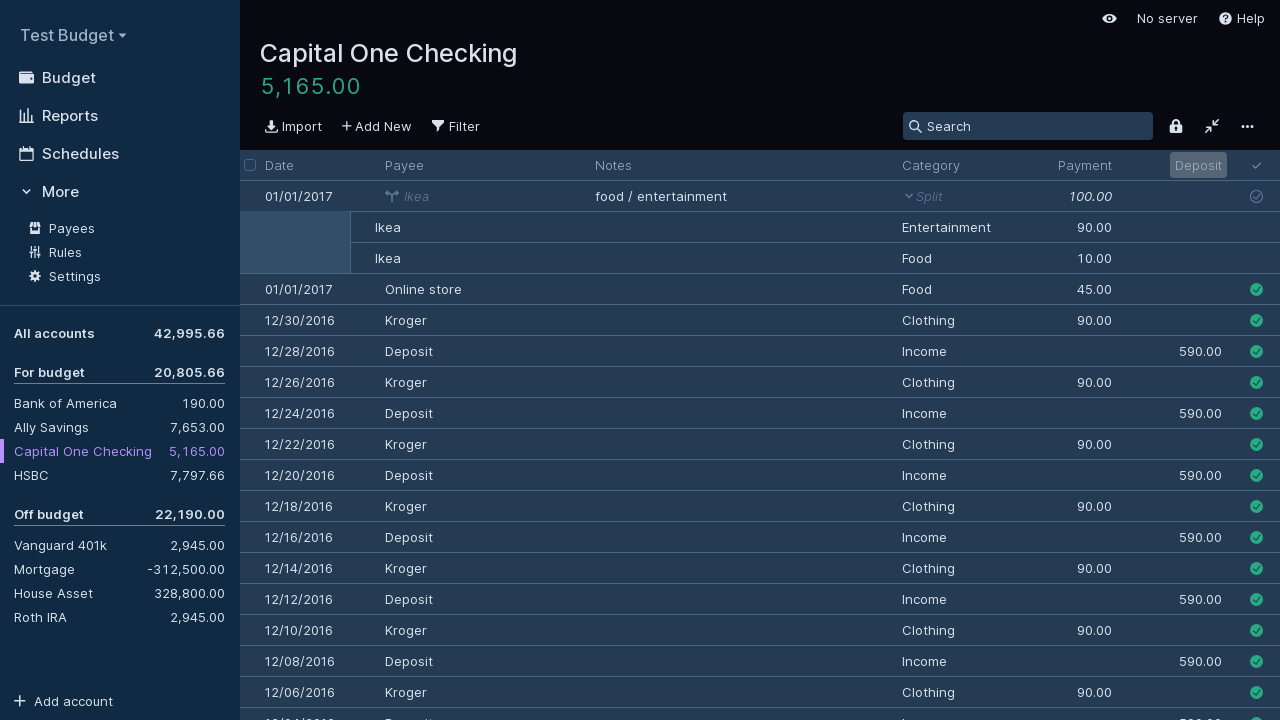 Test Budget
Budget
Reports
Schedules
More
Payees
Rules
Settings
All accounts 42,995.66
For budget 20,805.66
Bank of America 190.00
Ally Savings 7,653.00
Capital One Checking 5,165.00
HSBC 7,797.66
Off budget 22,190.00
Vanguard 401k 2,945.00
Mortgage -312,500.00
House Asset 328,800.00
Roth IRA 2,945.00
Add account
No server Help
Capital One Checking
5,165.00
Import Add New Filter Search
Date Payee Notes Category Payment Deposit
01/01/2017 Ikea food / entertainment Split 100.00
Ikea Entertainment 90.00
Ikea Food 10.00
01/01/2017 Online store Food 45.00
12/30/2016 Kroger Clothing 90.00
12/28/2016 Deposit Income 590.00
12/26/2016 Kroger Clothing 90.00
12/24/2016 Deposit Income 590.00
12/22/2016 Kroger Clothing 90.00
12/20/2016 Deposit Income 590.00
12/18/2016 Kroger Clothing 90.00
12/16/2016 Deposit Income 590.00
12/14/2016 Kroger Clothing 90.00
12/12/2016 Deposit Income 590.00
12/10/2016 Kroger Clothing 90.00
12/08/2016 Deposit Income 590.00
12/06/2016 Kroger Clothing 90.00